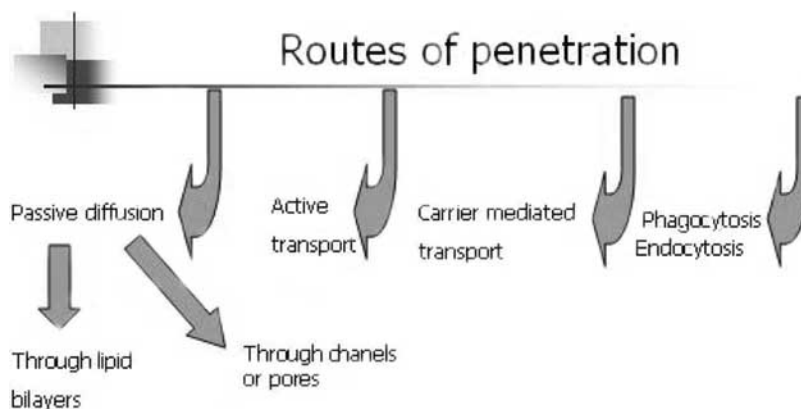 Routes of penetration
Passive diffusion
Active
transport
Carrier mediated
transport
Phagocytosis
Endocytosis
Through lipid
bilayers
Through chanels
or pores